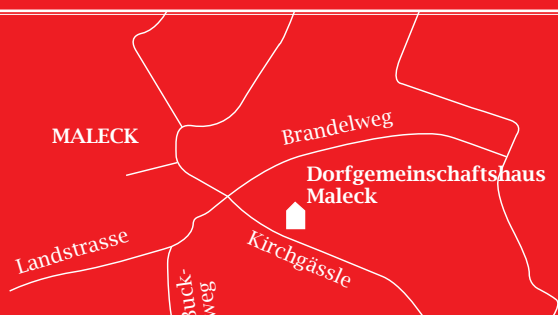 Brandelweg
MALECK
Dorfgemeinschaftshaus
Maleck
Landstrasse
Kirchgässle
Buck-
weg